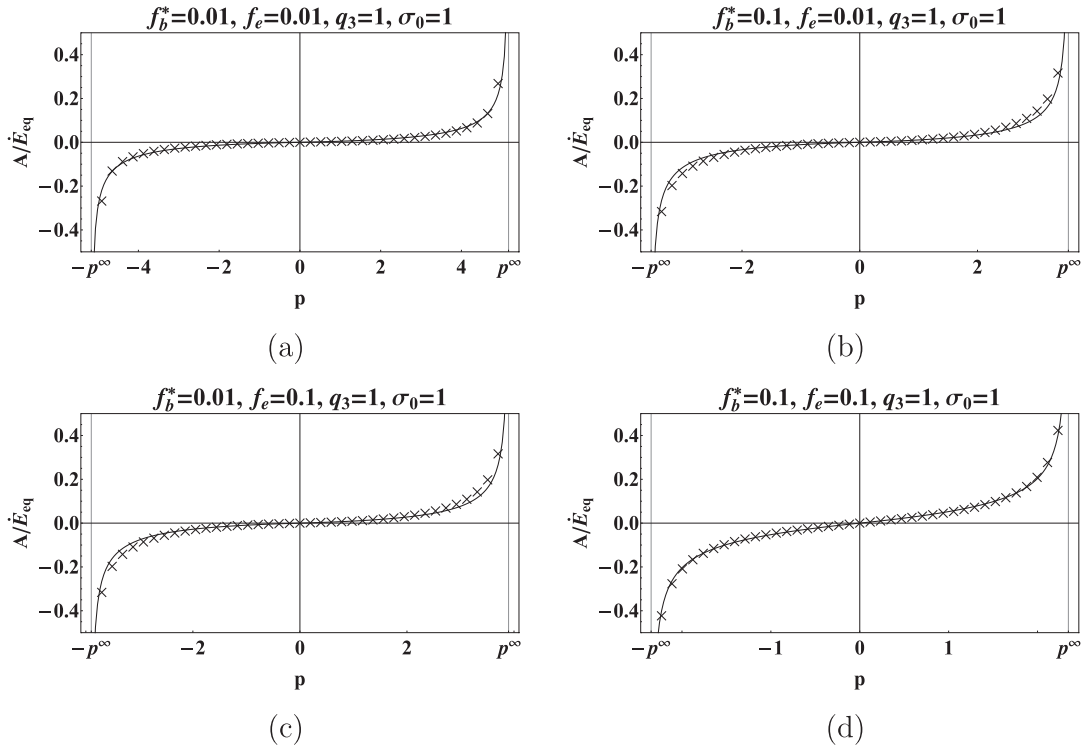 f_b^*=0.01, f_e=0.01, q_3=1, σ_0=1
A/Ė_eq
0.4
0.2
0.0
−0.2
−0.4
−p^∞ −4 −2 0 2 4 p^∞
p
(a)
f_b^*=0.1, f_e=0.01, q_3=1, σ_0=1
A/Ė_eq
0.4
0.2
0.0
−0.2
−0.4
−p^∞ −2 0 2 p^∞
p
(b)
f_b^*=0.01, f_e=0.1, q_3=1, σ_0=1
A/Ė_eq
0.4
0.2
0.0
−0.2
−0.4
−p^∞ −2 0 2 p^∞
p
(c)
f_b^*=0.1, f_e=0.1, q_3=1, σ_0=1
A/Ė_eq
0.4
0.2
0.0
−0.2
−0.4
−p^∞ −1 0 1 p^∞
p
(d)